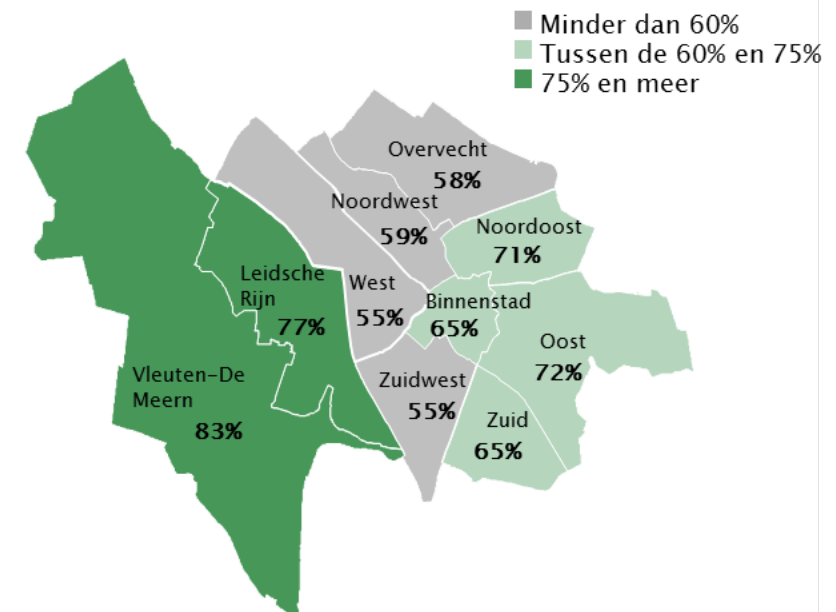 Minder dan 60%
Tussen de 60% en 75%
75% en meer
Overvecht
58%
Noordwest
59%
Noordoost
71%
Leidsche
Rijn
77%
West
55%
Binnenstad
65%
Oost
72%
Vleuten-De
Meern
83%
Zuidwest
55%
Zuid
65%